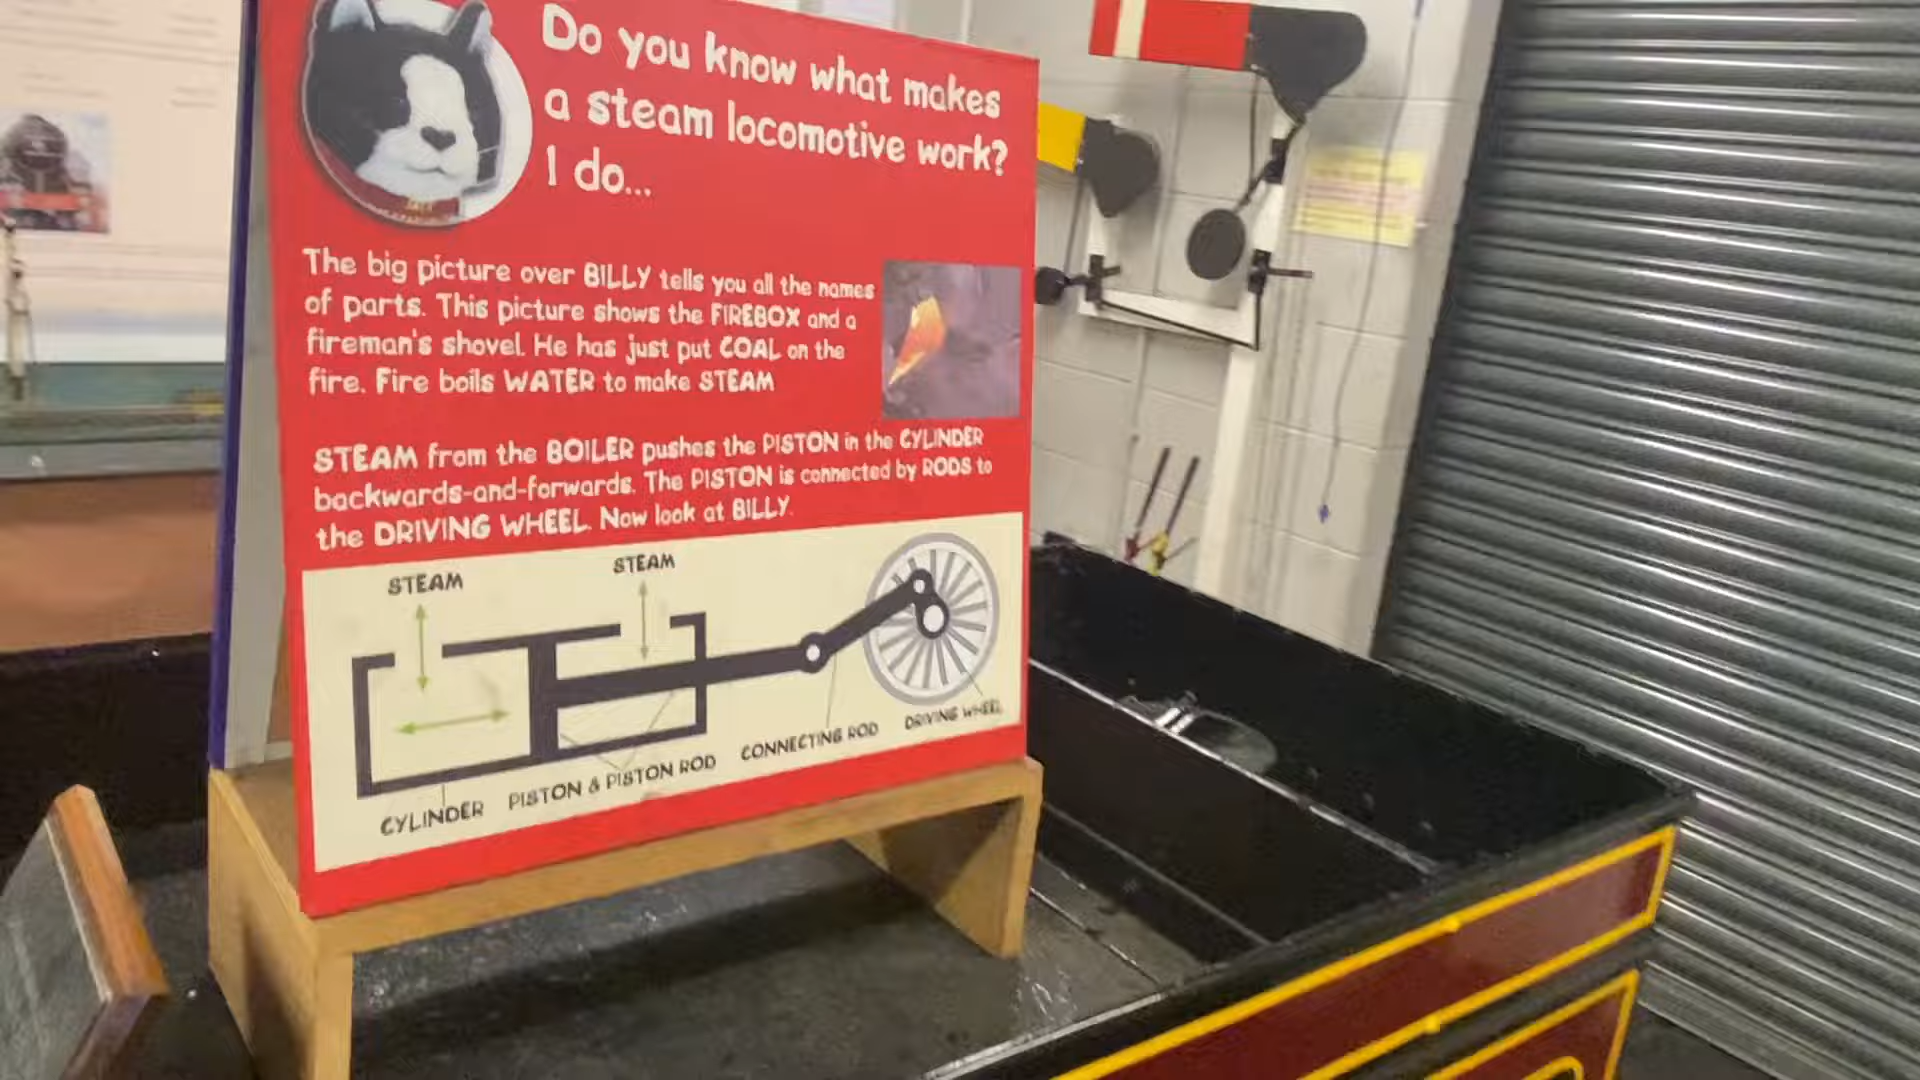 Do you know what makes
a steam locomotive work?
I do...
The big picture over BILLY tells you all the names
of parts. This picture shows the FIREBOX and a
fireman's shovel. He has just put COAL on the
fire. Fire boils WATER to make STEAM
STEAM from the BOILER pushes the PISTON in the CYLINDER
backwards-and-forwards. The PISTON is connected by RODS to
the DRIVING WHEEL. Now look at BILLY.
STEAM
STEAM
CYLINDER
PISTON & PISTON ROD
CONNECTING ROD
DRIVING WHEEL